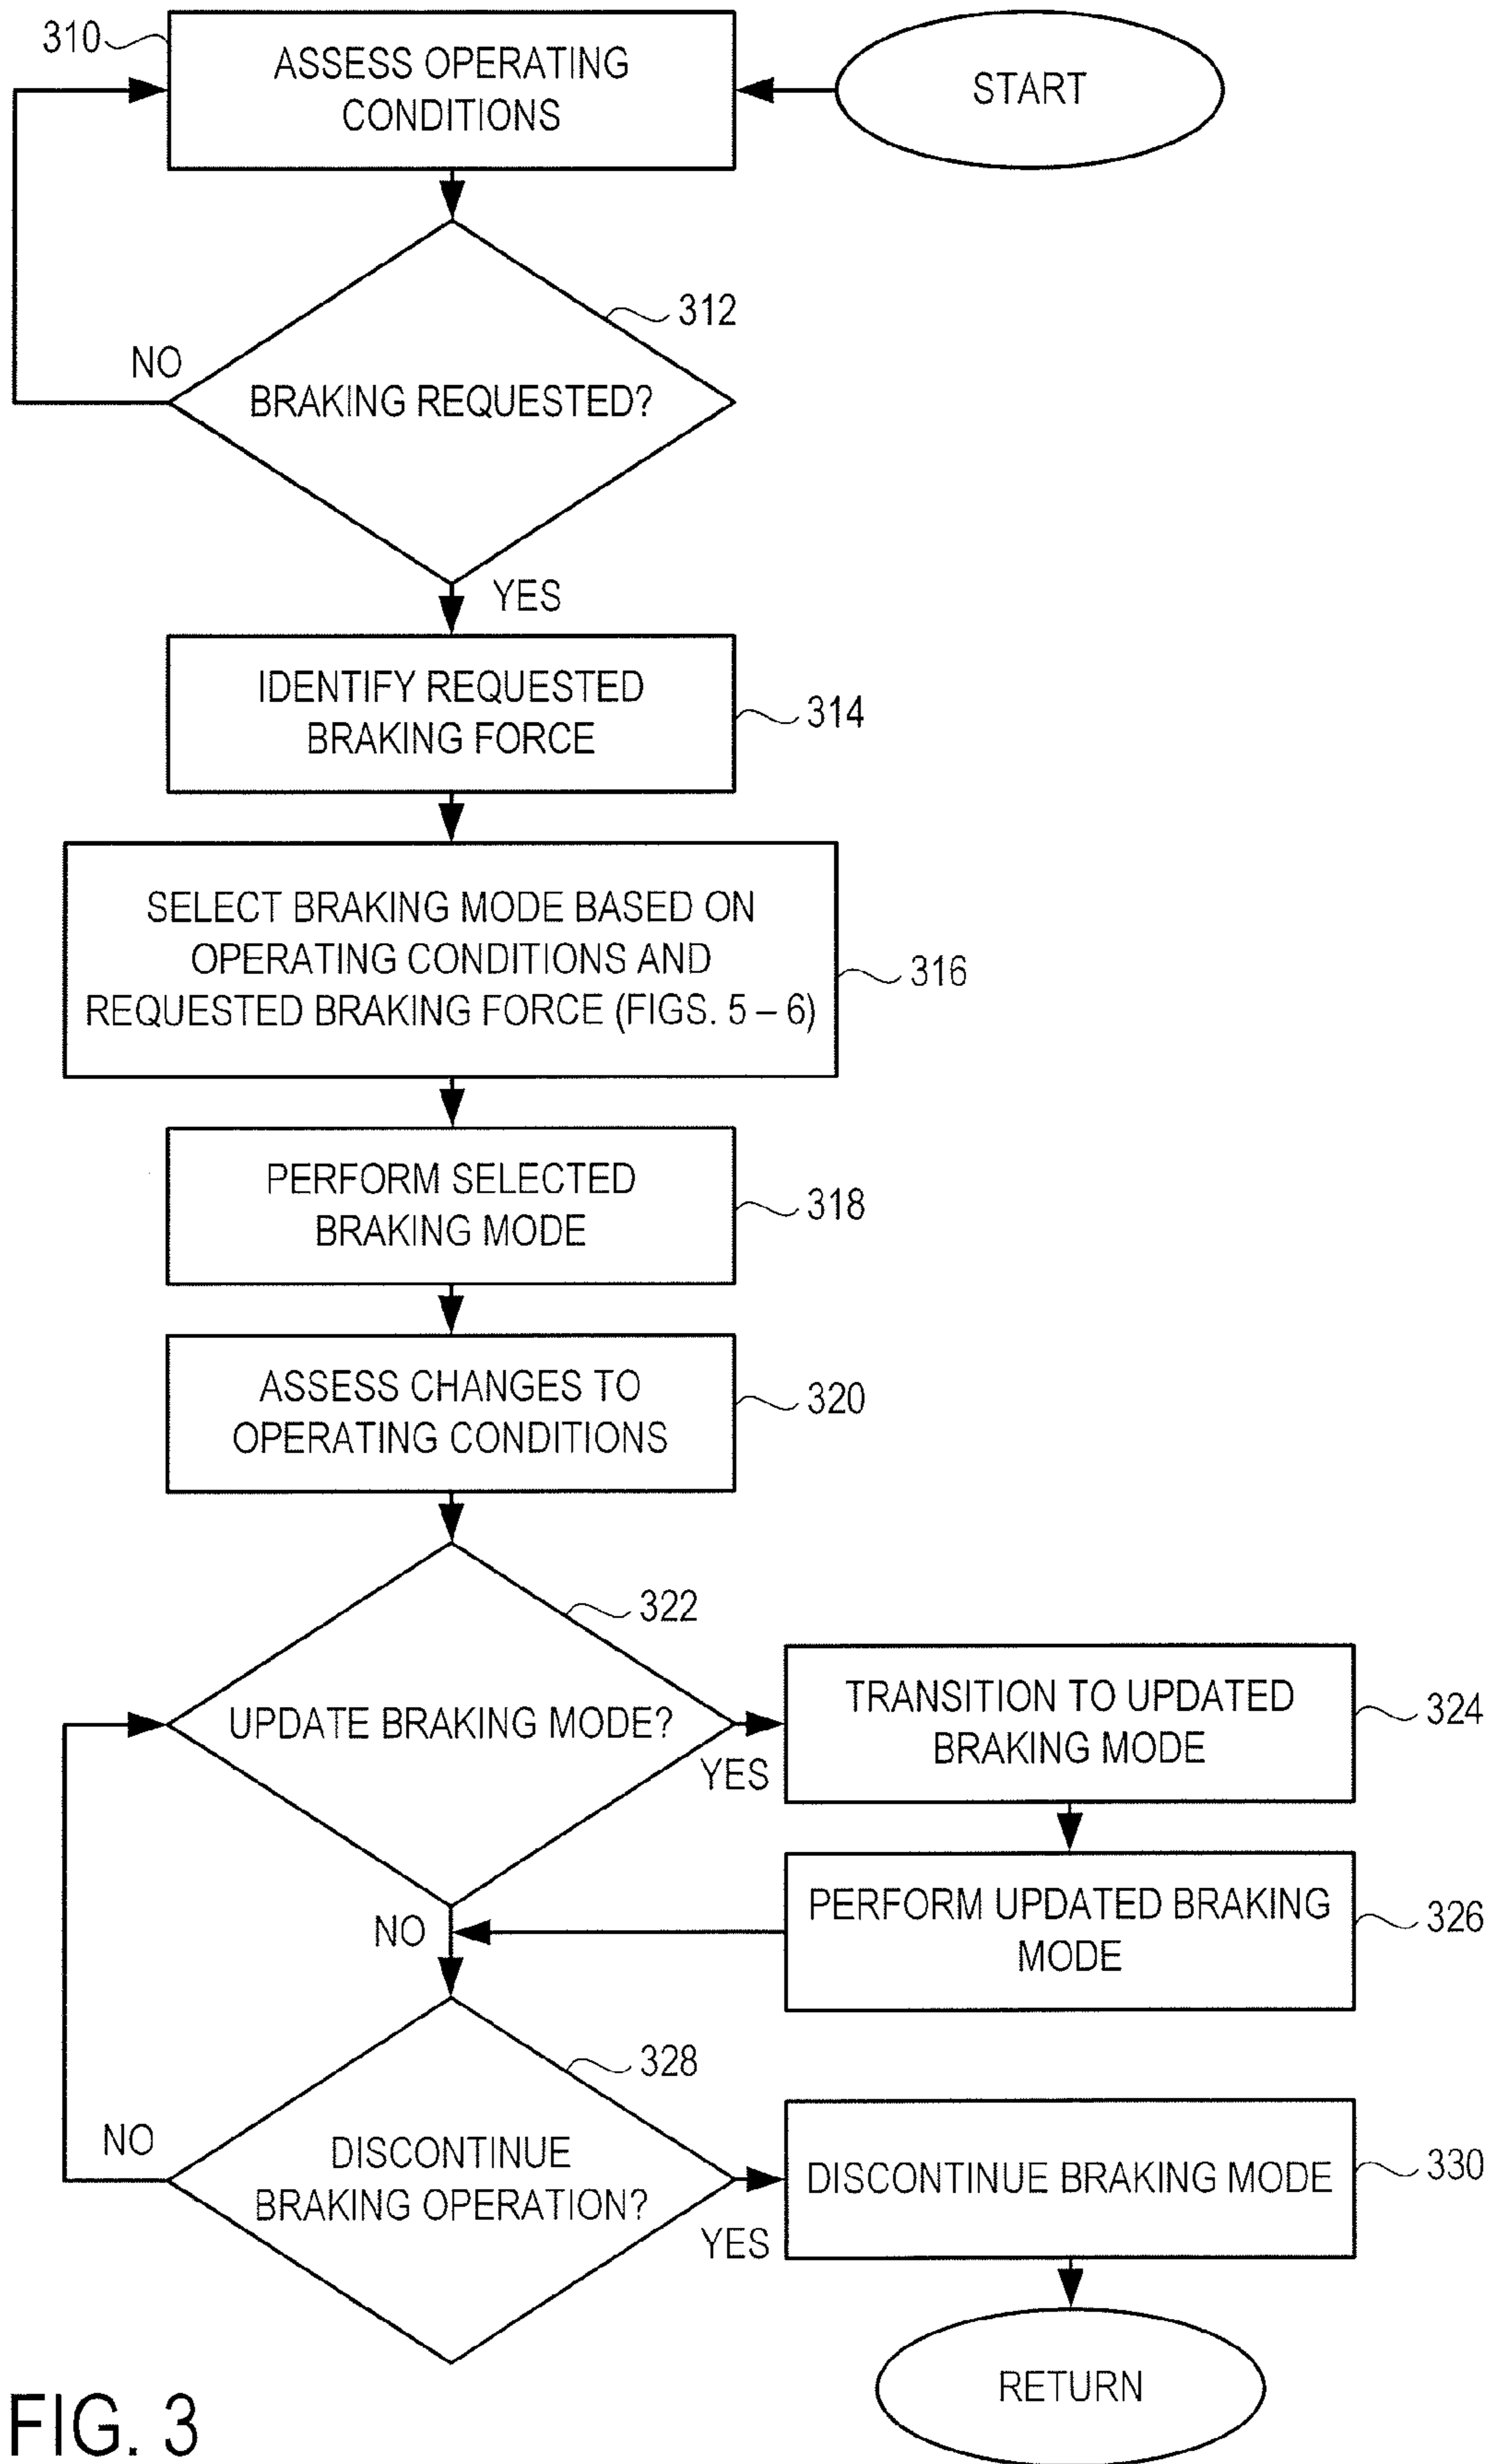 310
ASSESS OPERATING
CONDITIONS
START
312
NO
BRAKING REQUESTED?
YES
IDENTIFY REQUESTED
BRAKING FORCE
314
SELECT BRAKING MODE BASED ON
OPERATING CONDITIONS AND
REQUESTED BRAKING FORCE (FIGS. 5 – 6)
316
PERFORM SELECTED
BRAKING MODE
318
ASSESS CHANGES TO
OPERATING CONDITIONS
320
322
UPDATE BRAKING MODE?
YES
TRANSITION TO UPDATED
BRAKING MODE
324
NO
PERFORM UPDATED BRAKING
MODE
326
328
NO
DISCONTINUE
BRAKING OPERATION?
YES
DISCONTINUE BRAKING MODE
330
RETURN
FIG. 3